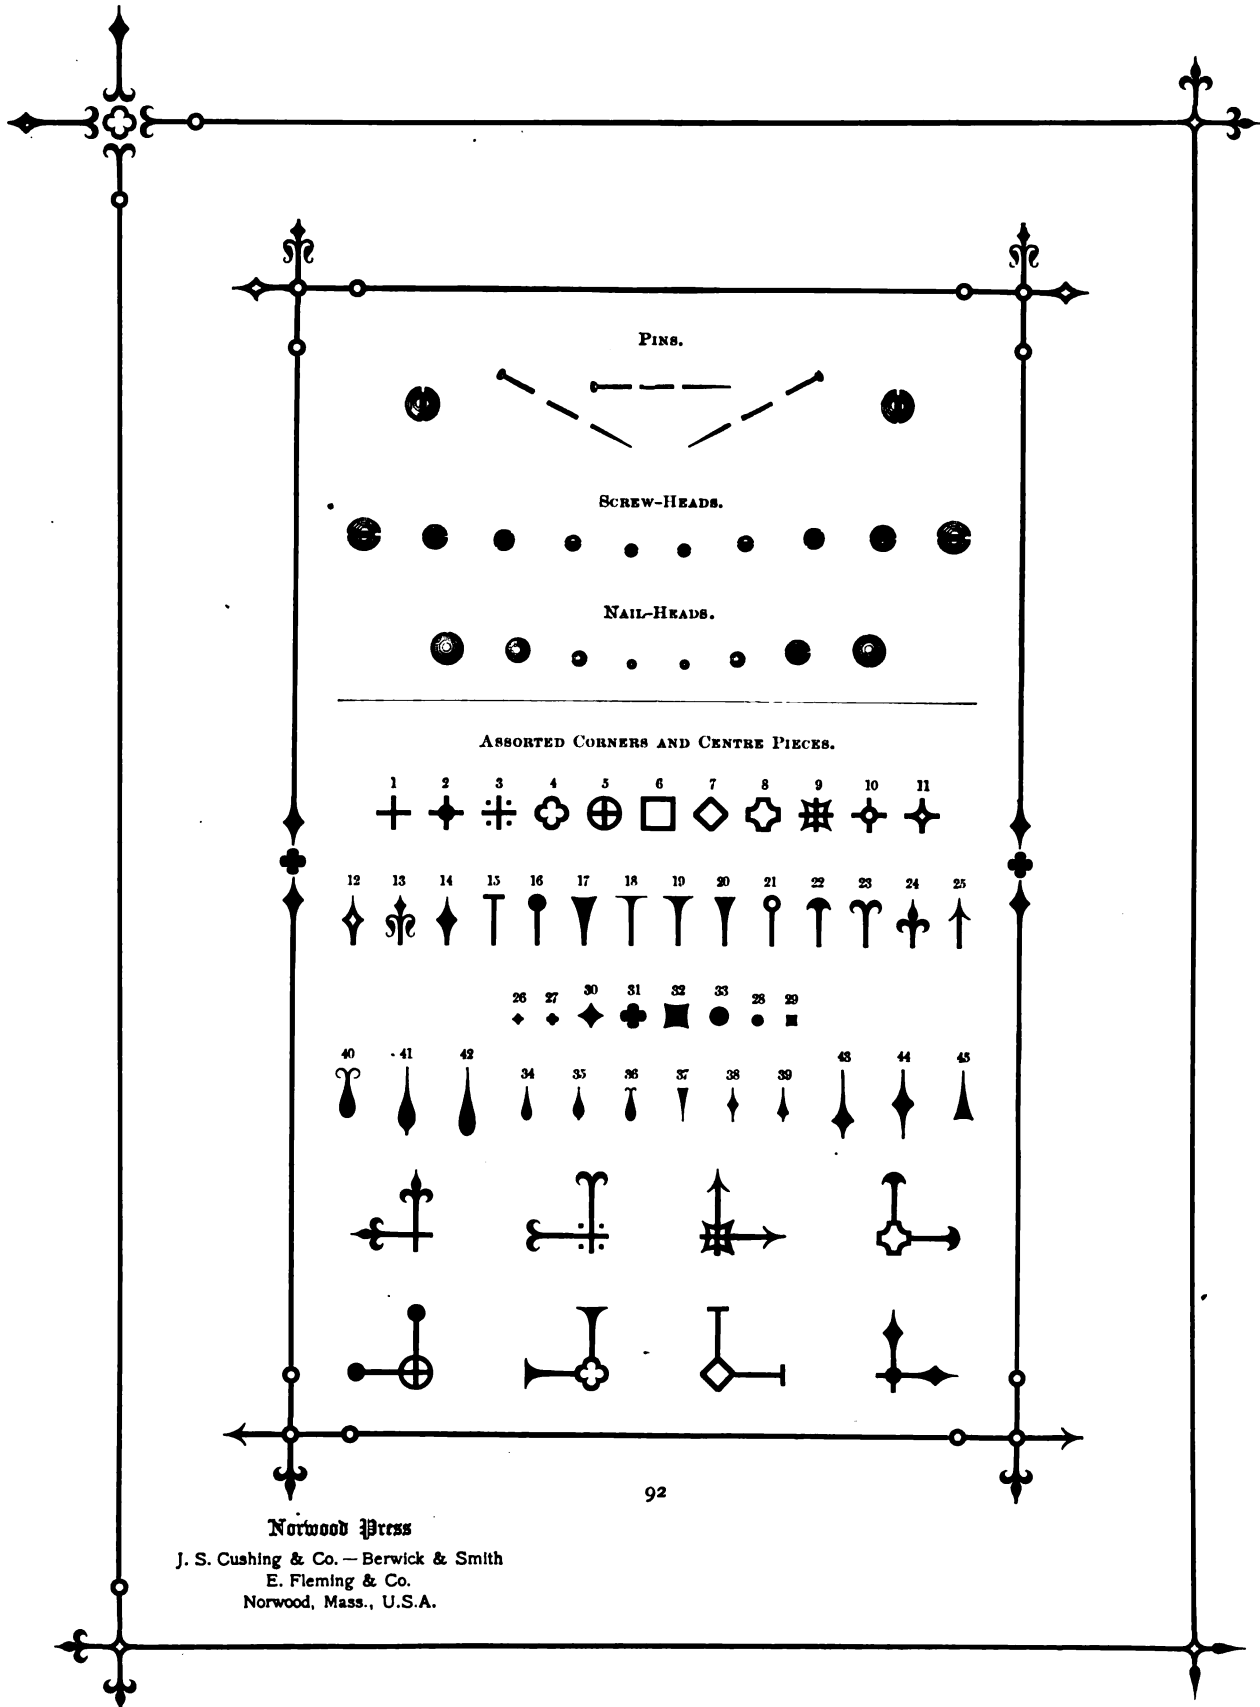 Pins.
Screw-Heads.
Nail-Heads.
Assorted Corners and Centre Pieces.
1 2 3 4 5 6 7 8 9 10 11
12 13 14 15 16 17 18 19 20 21 22 23 24 25
26 27 30 31 32 33 28 29
40 41 42 34 35 36 37 38 39 43 44 45
92
Norwood Press
J. S. Cushing & Co. — Berwick & Smith
E. Fleming & Co.
Norwood, Mass., U.S.A.